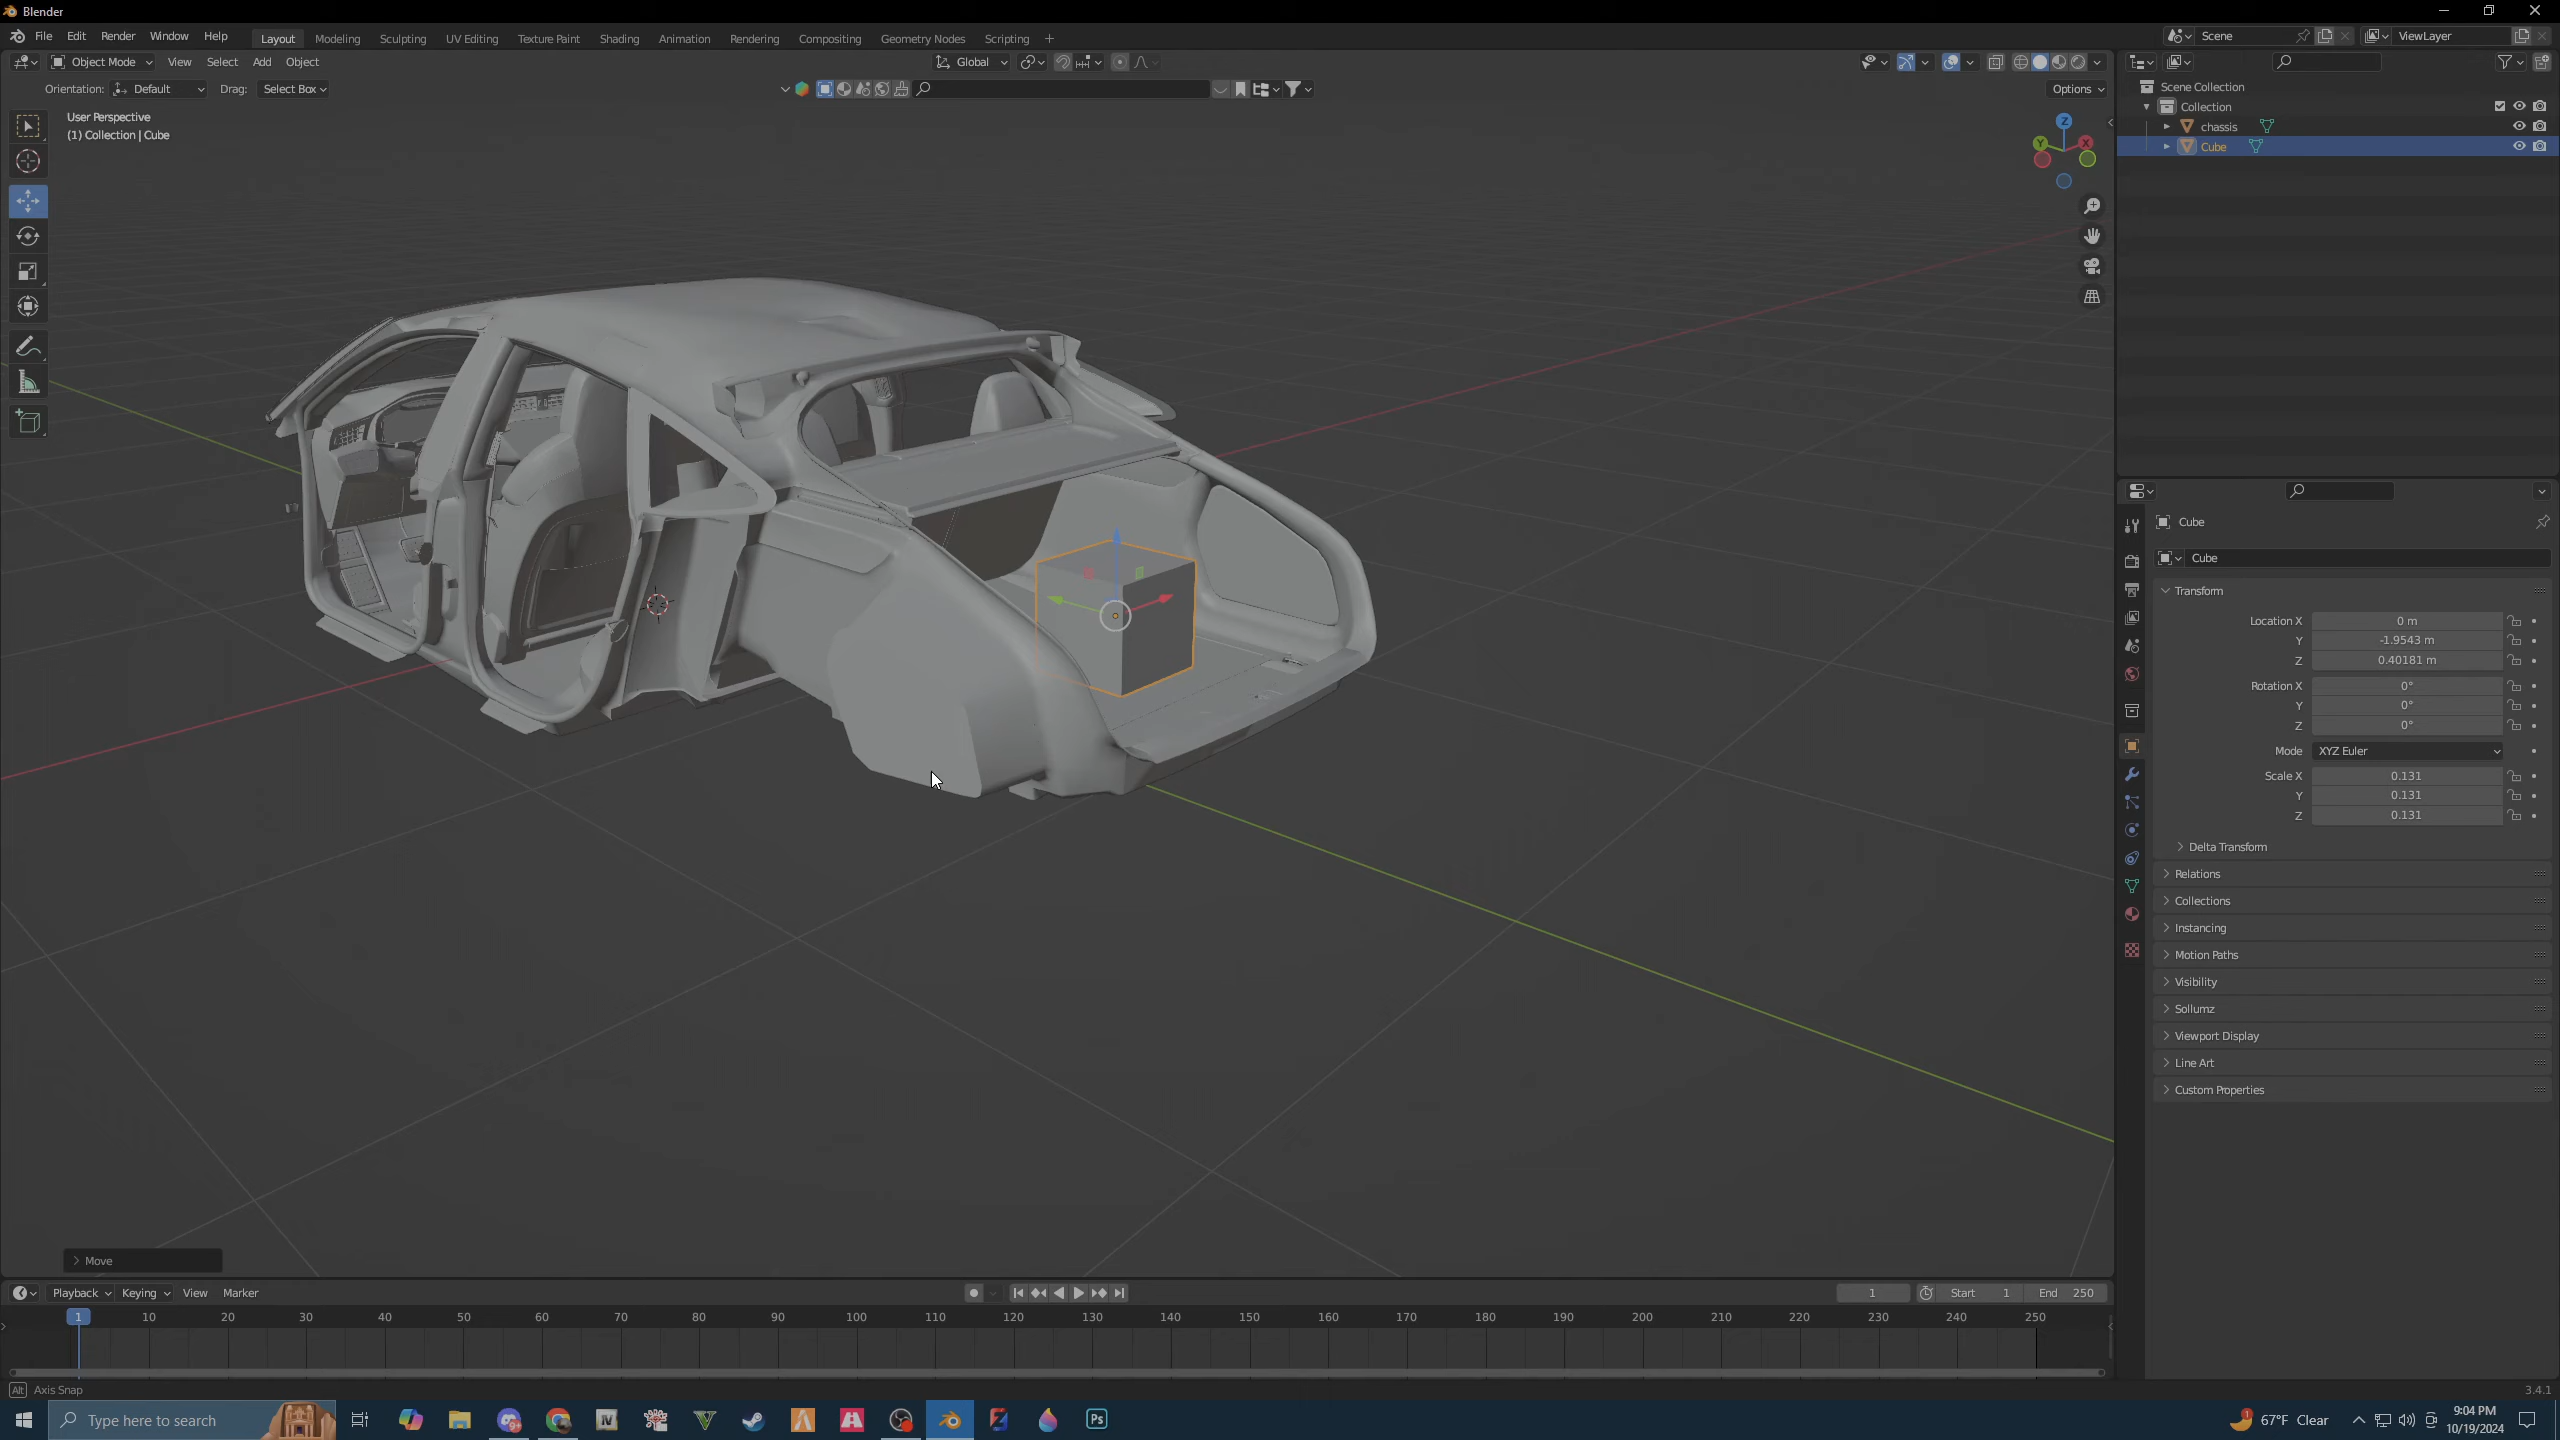 Blender
File Edit Render Window Help Layout Modeling Sculpting UV Editing Texture Paint Shading Animation Rendering Compositing Geometry Nodes Scripting + Scene ViewLayer
Object Mode View Select Add Object Global
Orientation: Default Drag: Select Box Options
User Perspective
(1) Collection | Cube
Z
Y X
Scene Collection
Collection
chassis
Cube
Cube
Cube
Transform
Location X 0 m
Y -1.9543 m
Z 0.40181 m
Rotation X 0°
Y 0°
Z 0°
Mode XYZ Euler
Scale X 0.131
Y 0.131
Z 0.131
Delta Transform
Relations
Collections
Instancing
Motion Paths
Visibility
Sollumz
Viewport Display
Line Art
Custom Properties
Move
Playback Keying View Marker 1 Start 1 End 250
1 10 20 30 40 50 60 70 80 90 100 110 120 130 140 150 160 170 180 190 200 210 220 230 240 250
Alt Axis Snap 3.4.1
Type here to search
Ps
1 67°F Clear
9:04 PM
10/19/2024